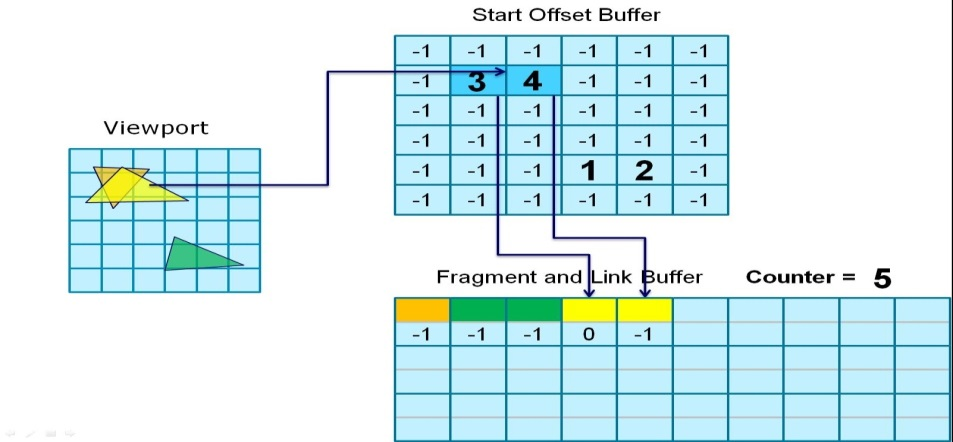 Start Offset Buffer
-1 -1 -1 -1 -1 -1
-1 3 4 -1 -1 -1
-1 -1 -1 -1 -1 -1
Viewport
-1 -1 -1 -1 -1 -1
-1 -1 -1 1 2 -1
-1 -1 -1 -1 -1 -1
Fragment and Link Buffer Counter = 5
-1 -1 -1 0 -1